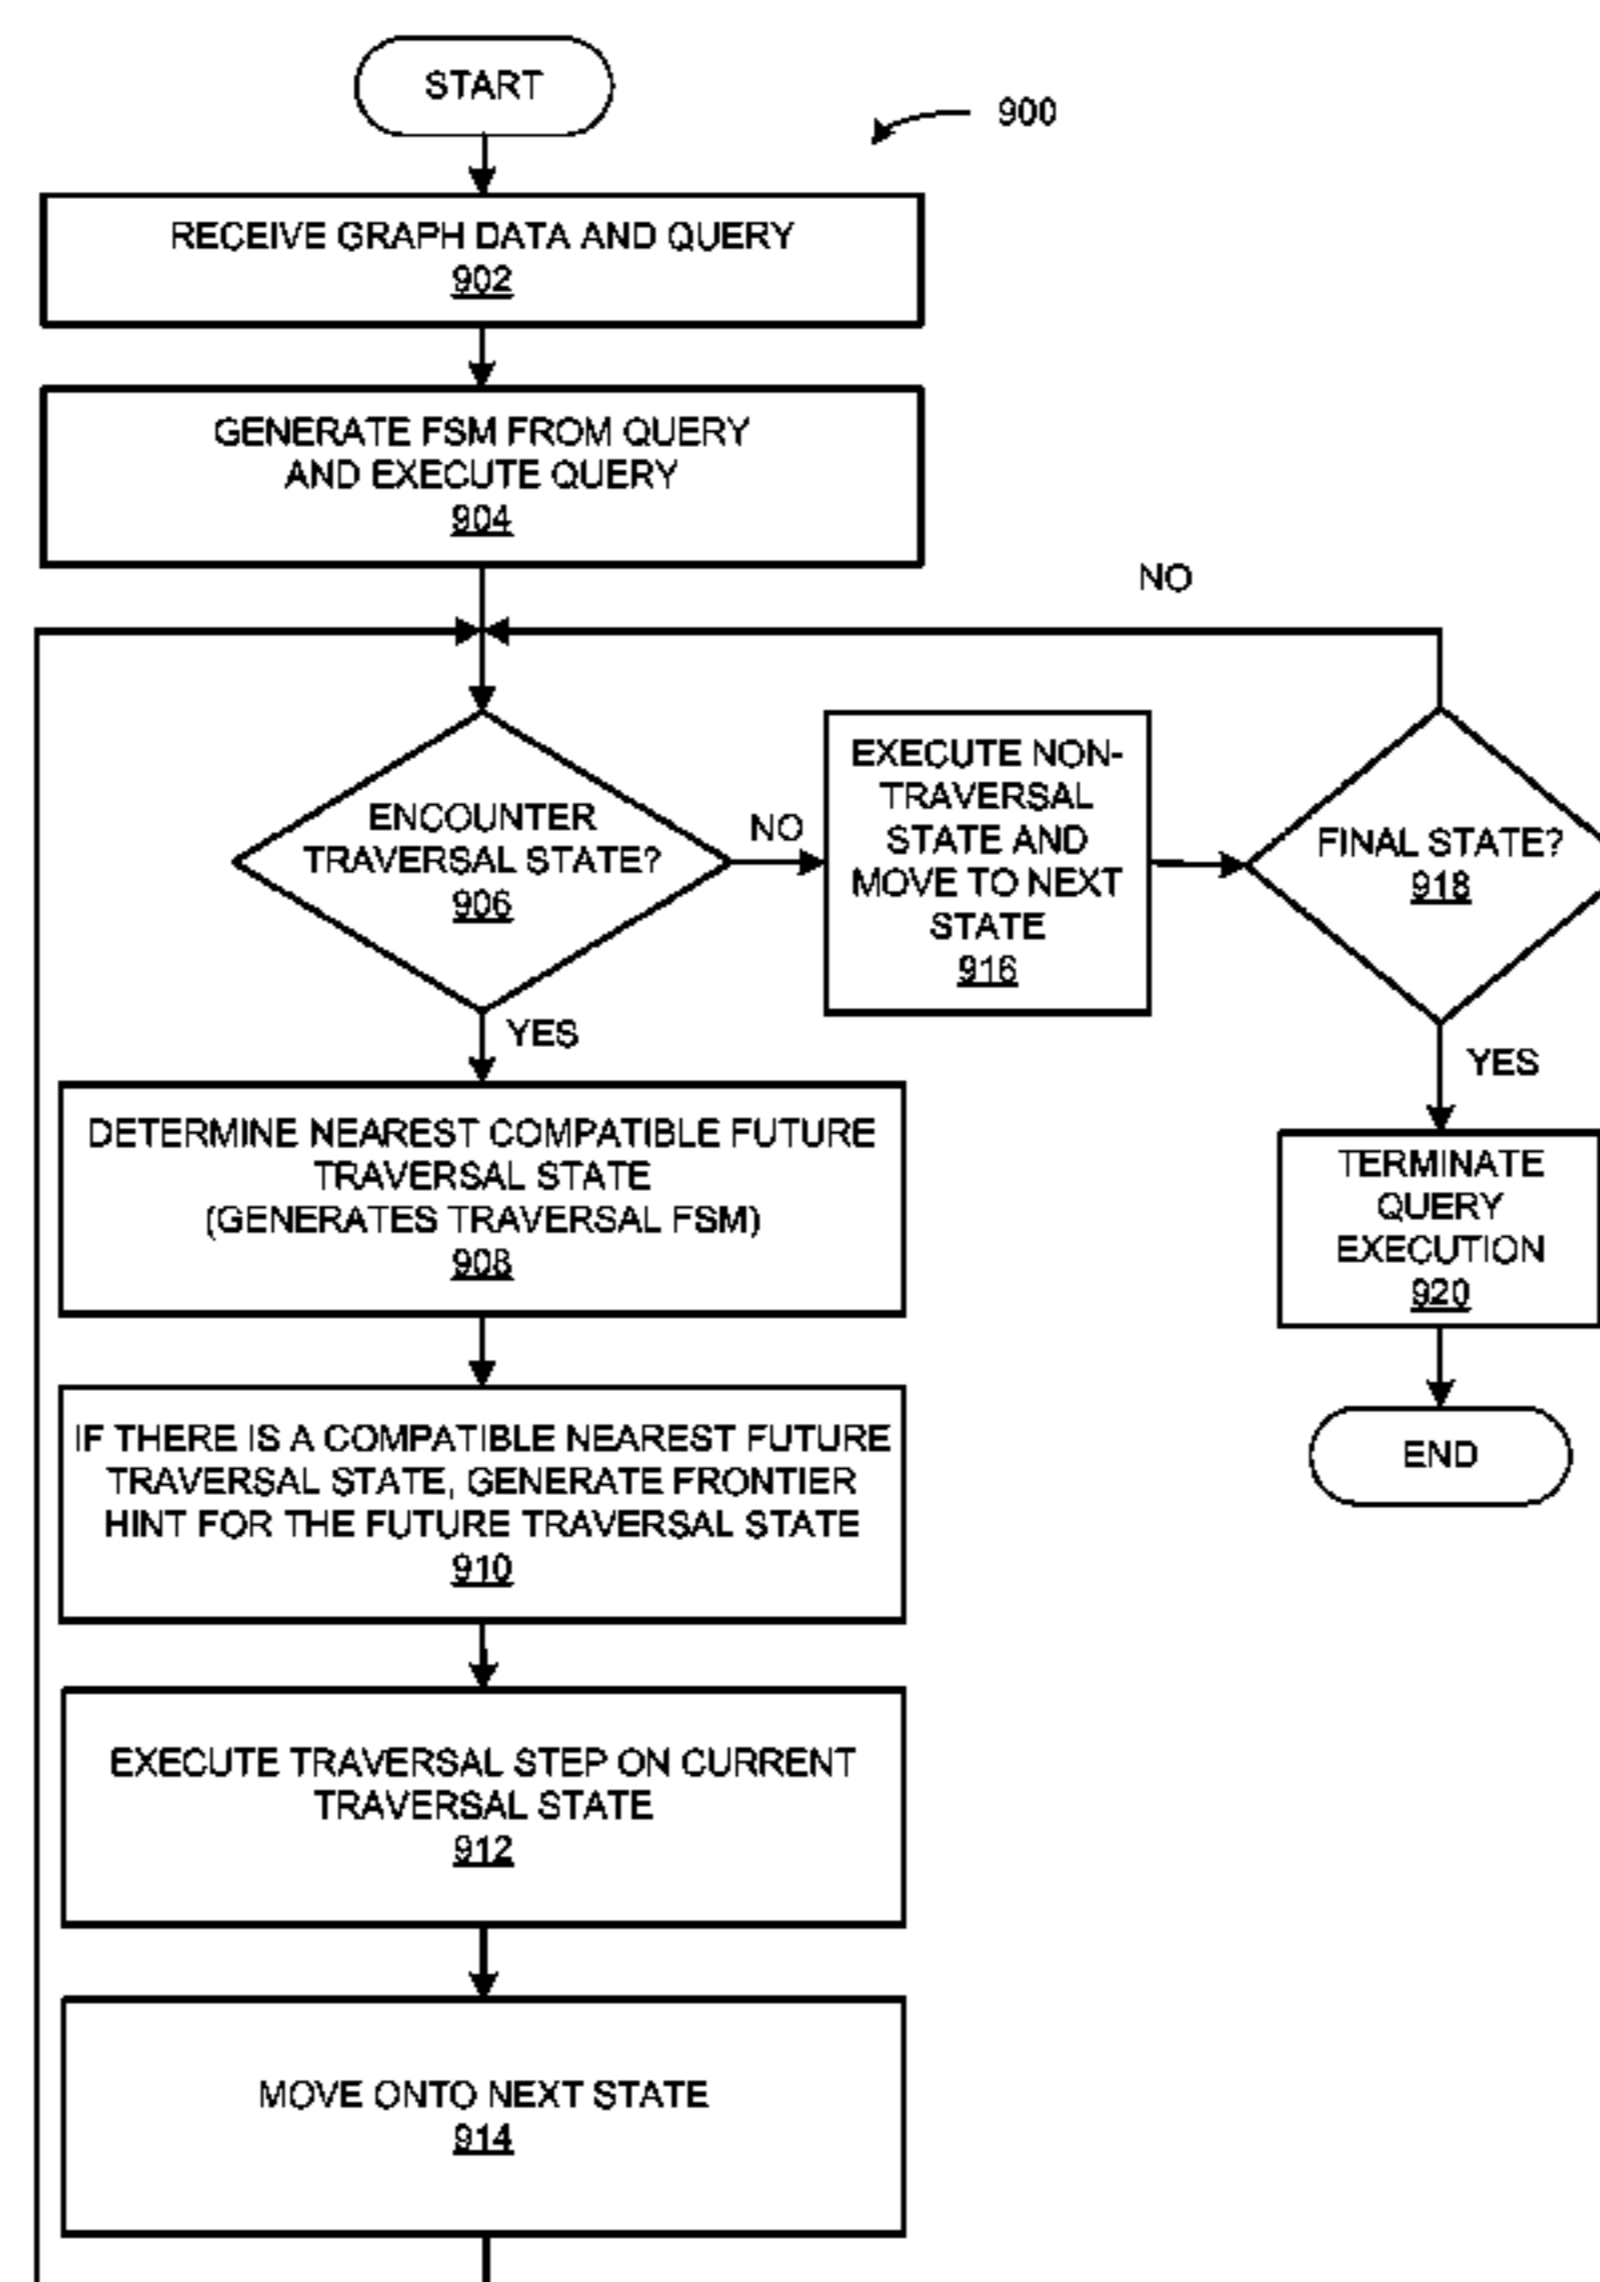 START
900
RECEIVE GRAPH DATA AND QUERY
902
GENERATE FSM FROM QUERY
AND EXECUTE QUERY
904
NO
ENCOUNTER
TRAVERSAL STATE?
906
NO
EXECUTE NON-
TRAVERSAL
STATE AND
MOVE TO NEXT
STATE
916
FINAL STATE?
918
YES
YES
DETERMINE NEAREST COMPATIBLE FUTURE
TRAVERSAL STATE
(GENERATES TRAVERSAL FSM)
908
TERMINATE
QUERY
EXECUTION
920
END
IF THERE IS A COMPATIBLE NEAREST FUTURE
TRAVERSAL STATE, GENERATE FRONTIER
HINT FOR THE FUTURE TRAVERSAL STATE
910
EXECUTE TRAVERSAL STEP ON CURRENT
TRAVERSAL STATE
912
MOVE ONTO NEXT STATE
914